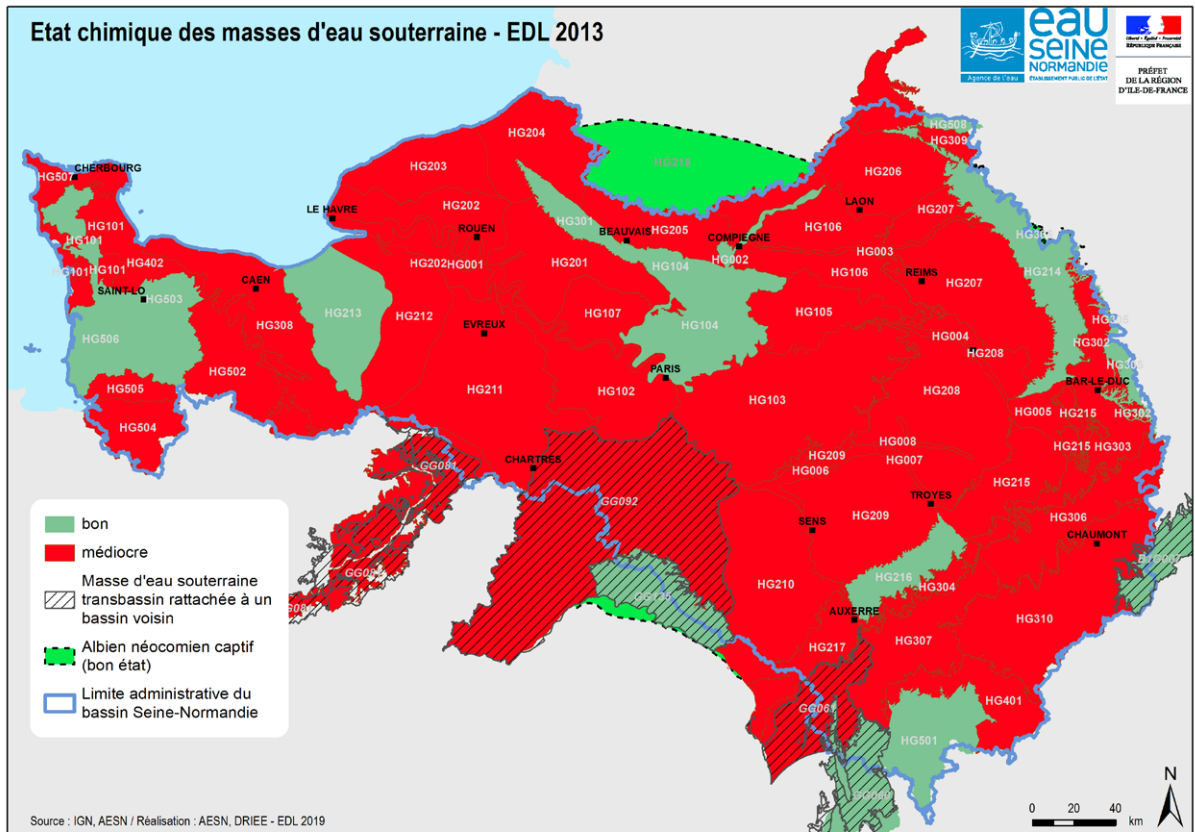 Etat chimique des masses d'eau souterraine - EDL 2013
eau
SEINE
NORMANDIE
Agence de l'eau
ÉTABLISSEMENT PUBLIC DE L'ÉTAT
Liberté • Égalité • Fraternité
RÉPUBLIQUE FRANÇAISE
PRÉFET
DE LA RÉGION
D'ILE-DE-FRANCE
HG204
HG508
HG309
HG203
HG218
HG206
CHERBOURG
HG507
LAON
HG202
LE HAVRE
HG207
HG101
HG301
ROUEN
BEAUVAIS
HG205
COMPIEGNE
HG106
HG101
HG402
HG202
HG001
HG201
HG104
HG002
HG003
HG101
HG101
HG106
REIMS
HG207
HG214
SAINT-LO
HG503
CAEN
HG213
HG212
HG107
HG105
HG308
EVREUX
HG104
HG004
HG506
HG208
HG302
HG502
PARIS
HG505
HG211
HG102
HG103
HG208
BAR-LE-DUC
HG005
HG215
HG302
HG504
HG008
HG215
HG303
CHARTRES
HG209
HG007
GG081
HG006
HG215
GG092
TROYES
HG306
SENS
HG209
CHAUMONT
HG210
HG216
HG304
AUXERRE
HG310
HG217
HG307
HG401
GG061
HG501
bon
médiocre
Masse d'eau souterraine
transbassin rattachée à un
bassin voisin
Albien néocomien captif
(bon état)
Limite administrative du
bassin Seine-Normandie
N
0 20 40
km
Source : IGN, AESN / Réalisation : AESN, DRIEE - EDL 2019